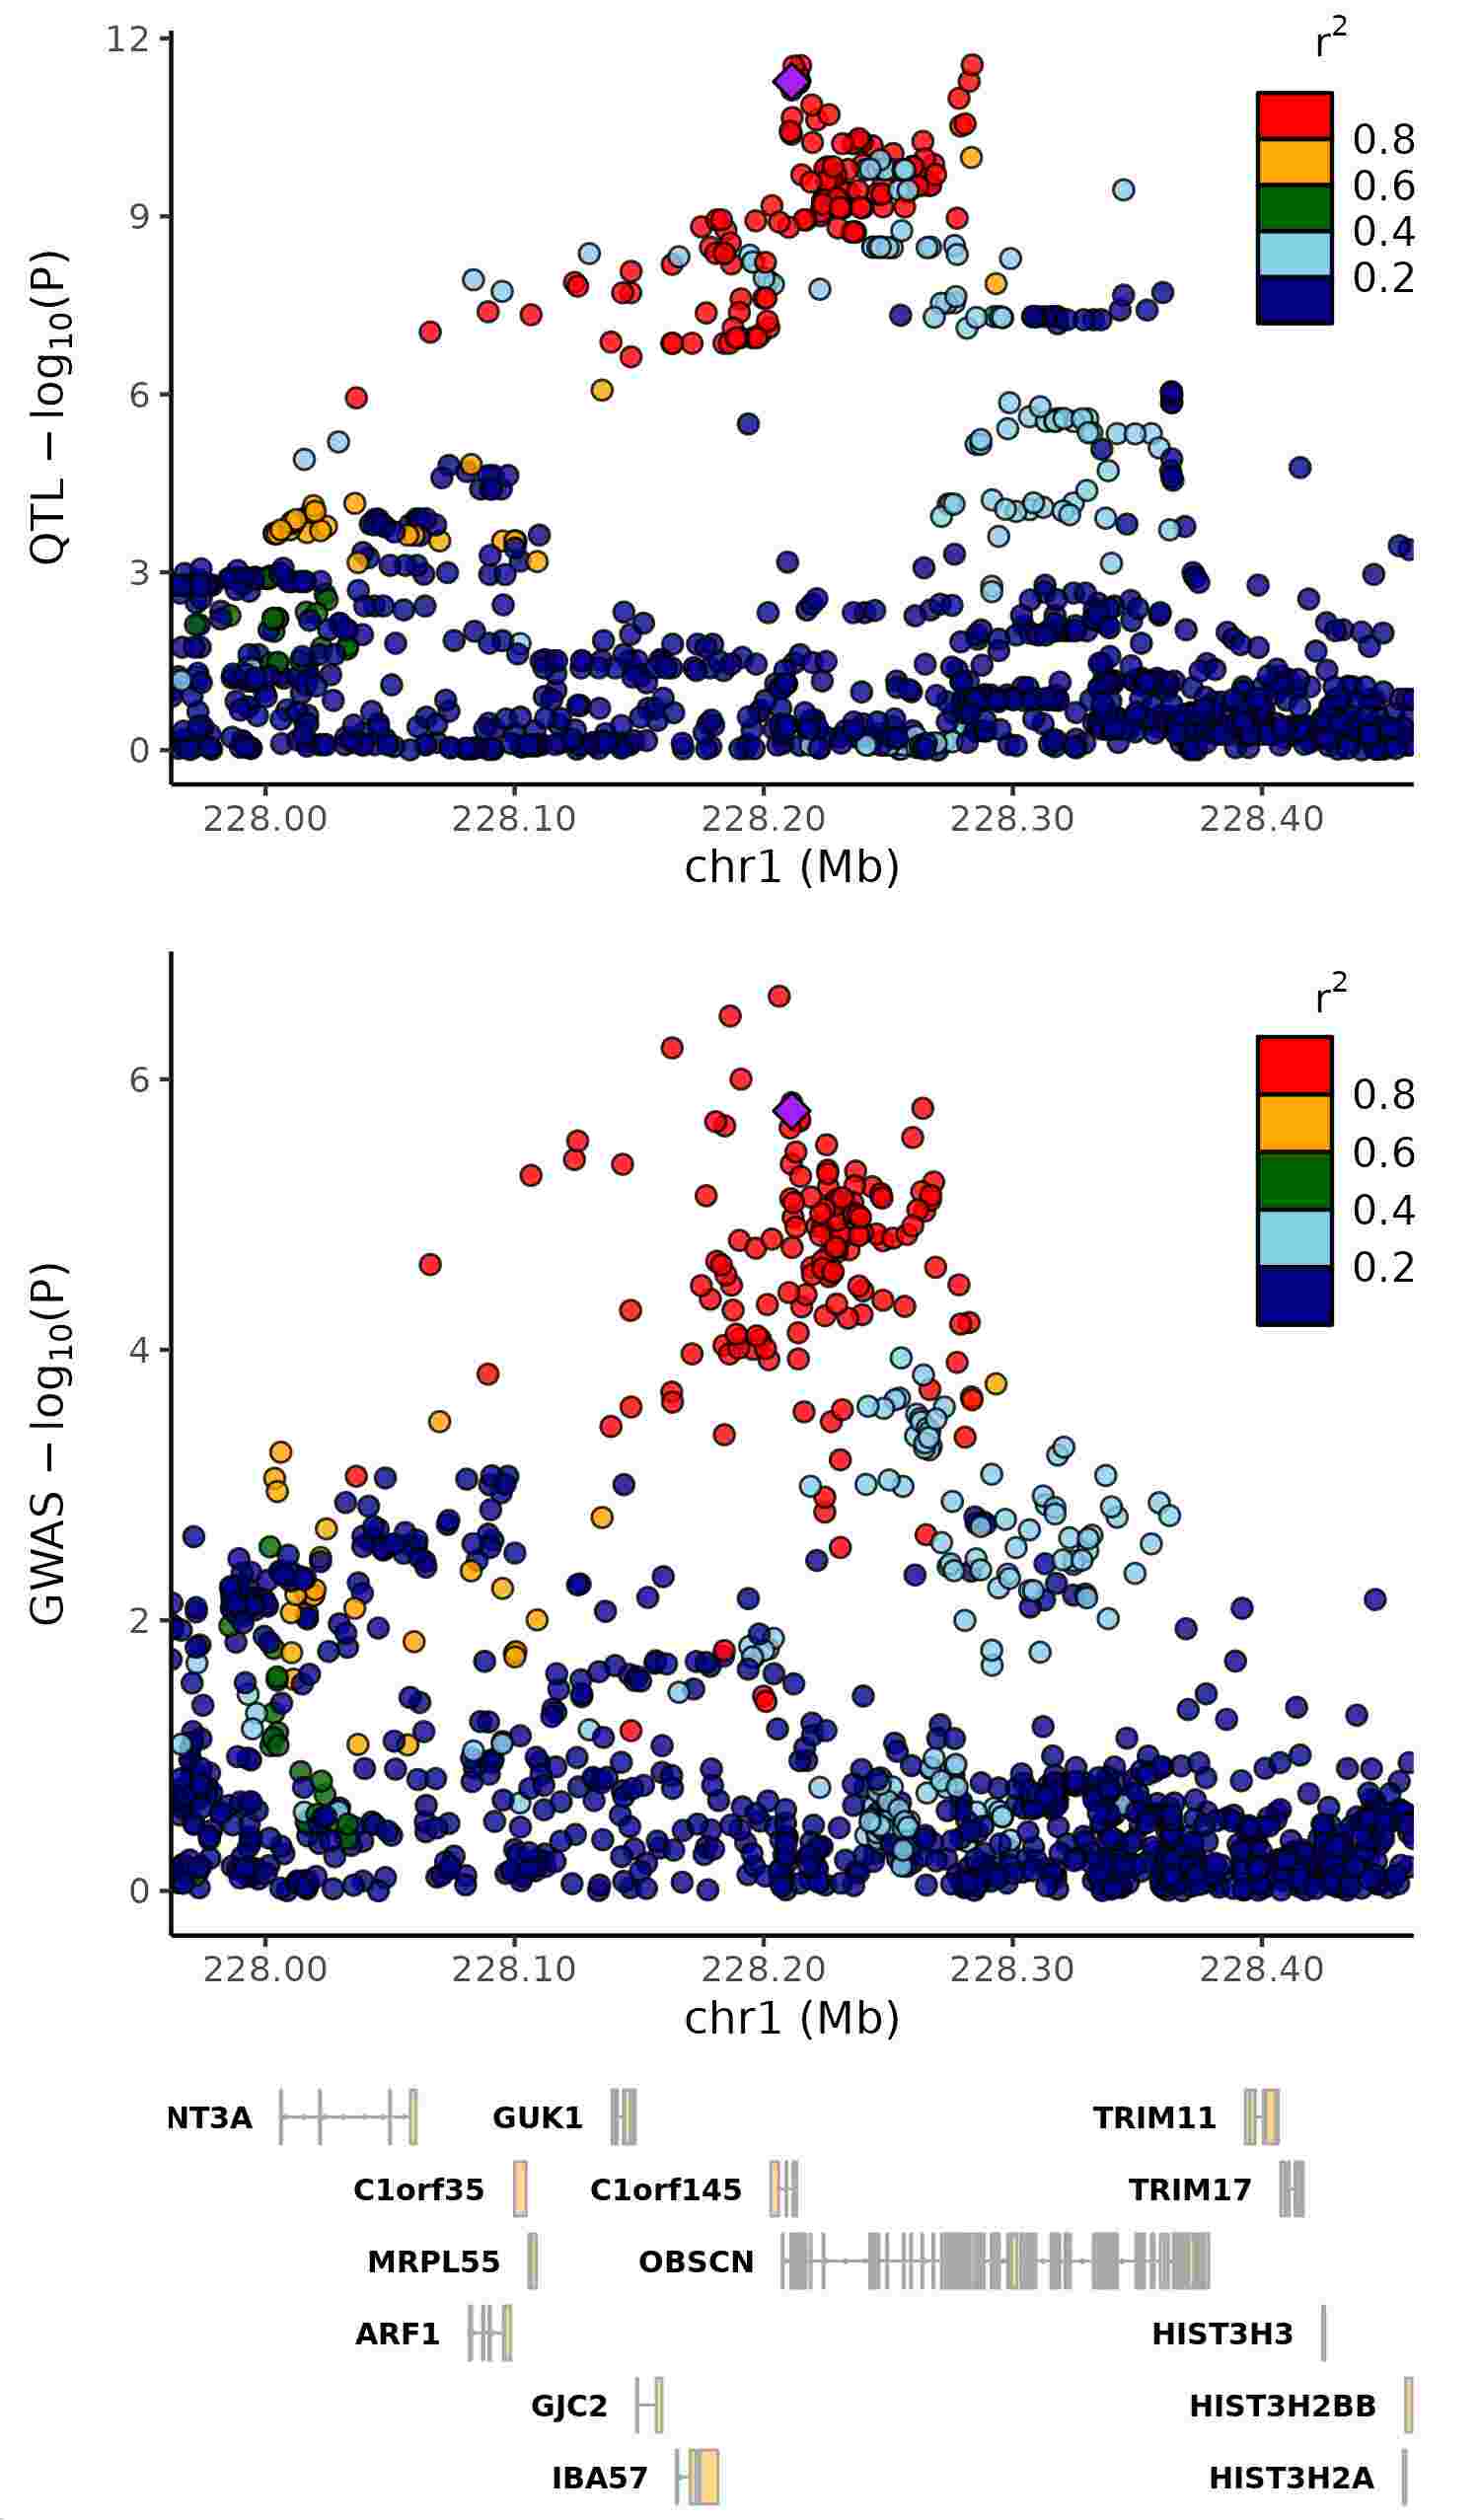 r2
12
9
6
3
0
QTL −log10(P)
0.8
0.6
0.4
0.2
228.00 228.10 228.20 228.30 228.40
chr1 (Mb)
r2
6
4
2
0
GWAS −log10(P)
0.8
0.6
0.4
0.2
228.00 228.10 228.20 228.30 228.40
chr1 (Mb)
NT3A GUK1 TRIM11
C1orf35 C1orf145 TRIM17
MRPL55 OBSCN
ARF1 HIST3H3
GJC2 HIST3H2BB
IBA57 HIST3H2A